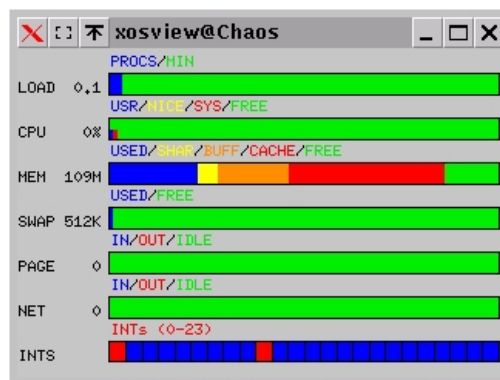 xosview@Chaos
PROCS/MIN
LOAD 0.1
USR/NICE/SYS/FREE
CPU 0%
USED/SHAR/BUFF/CACHE/FREE
MEM 109M
USED/FREE
SWAP 512K
IN/OUT/IDLE
PAGE 0
IN/OUT/IDLE
NET 0
INTs (0-23)
INTS